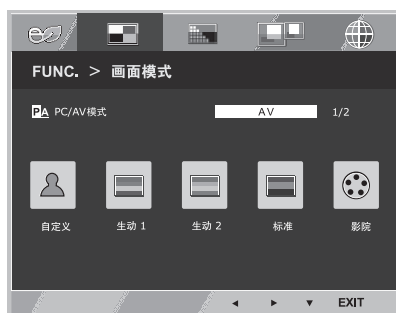 FUNC. > 画面模式
PA PC/AV模式 AV 1/2
自定义 生动 1 生动 2 标准 影院
EXIT